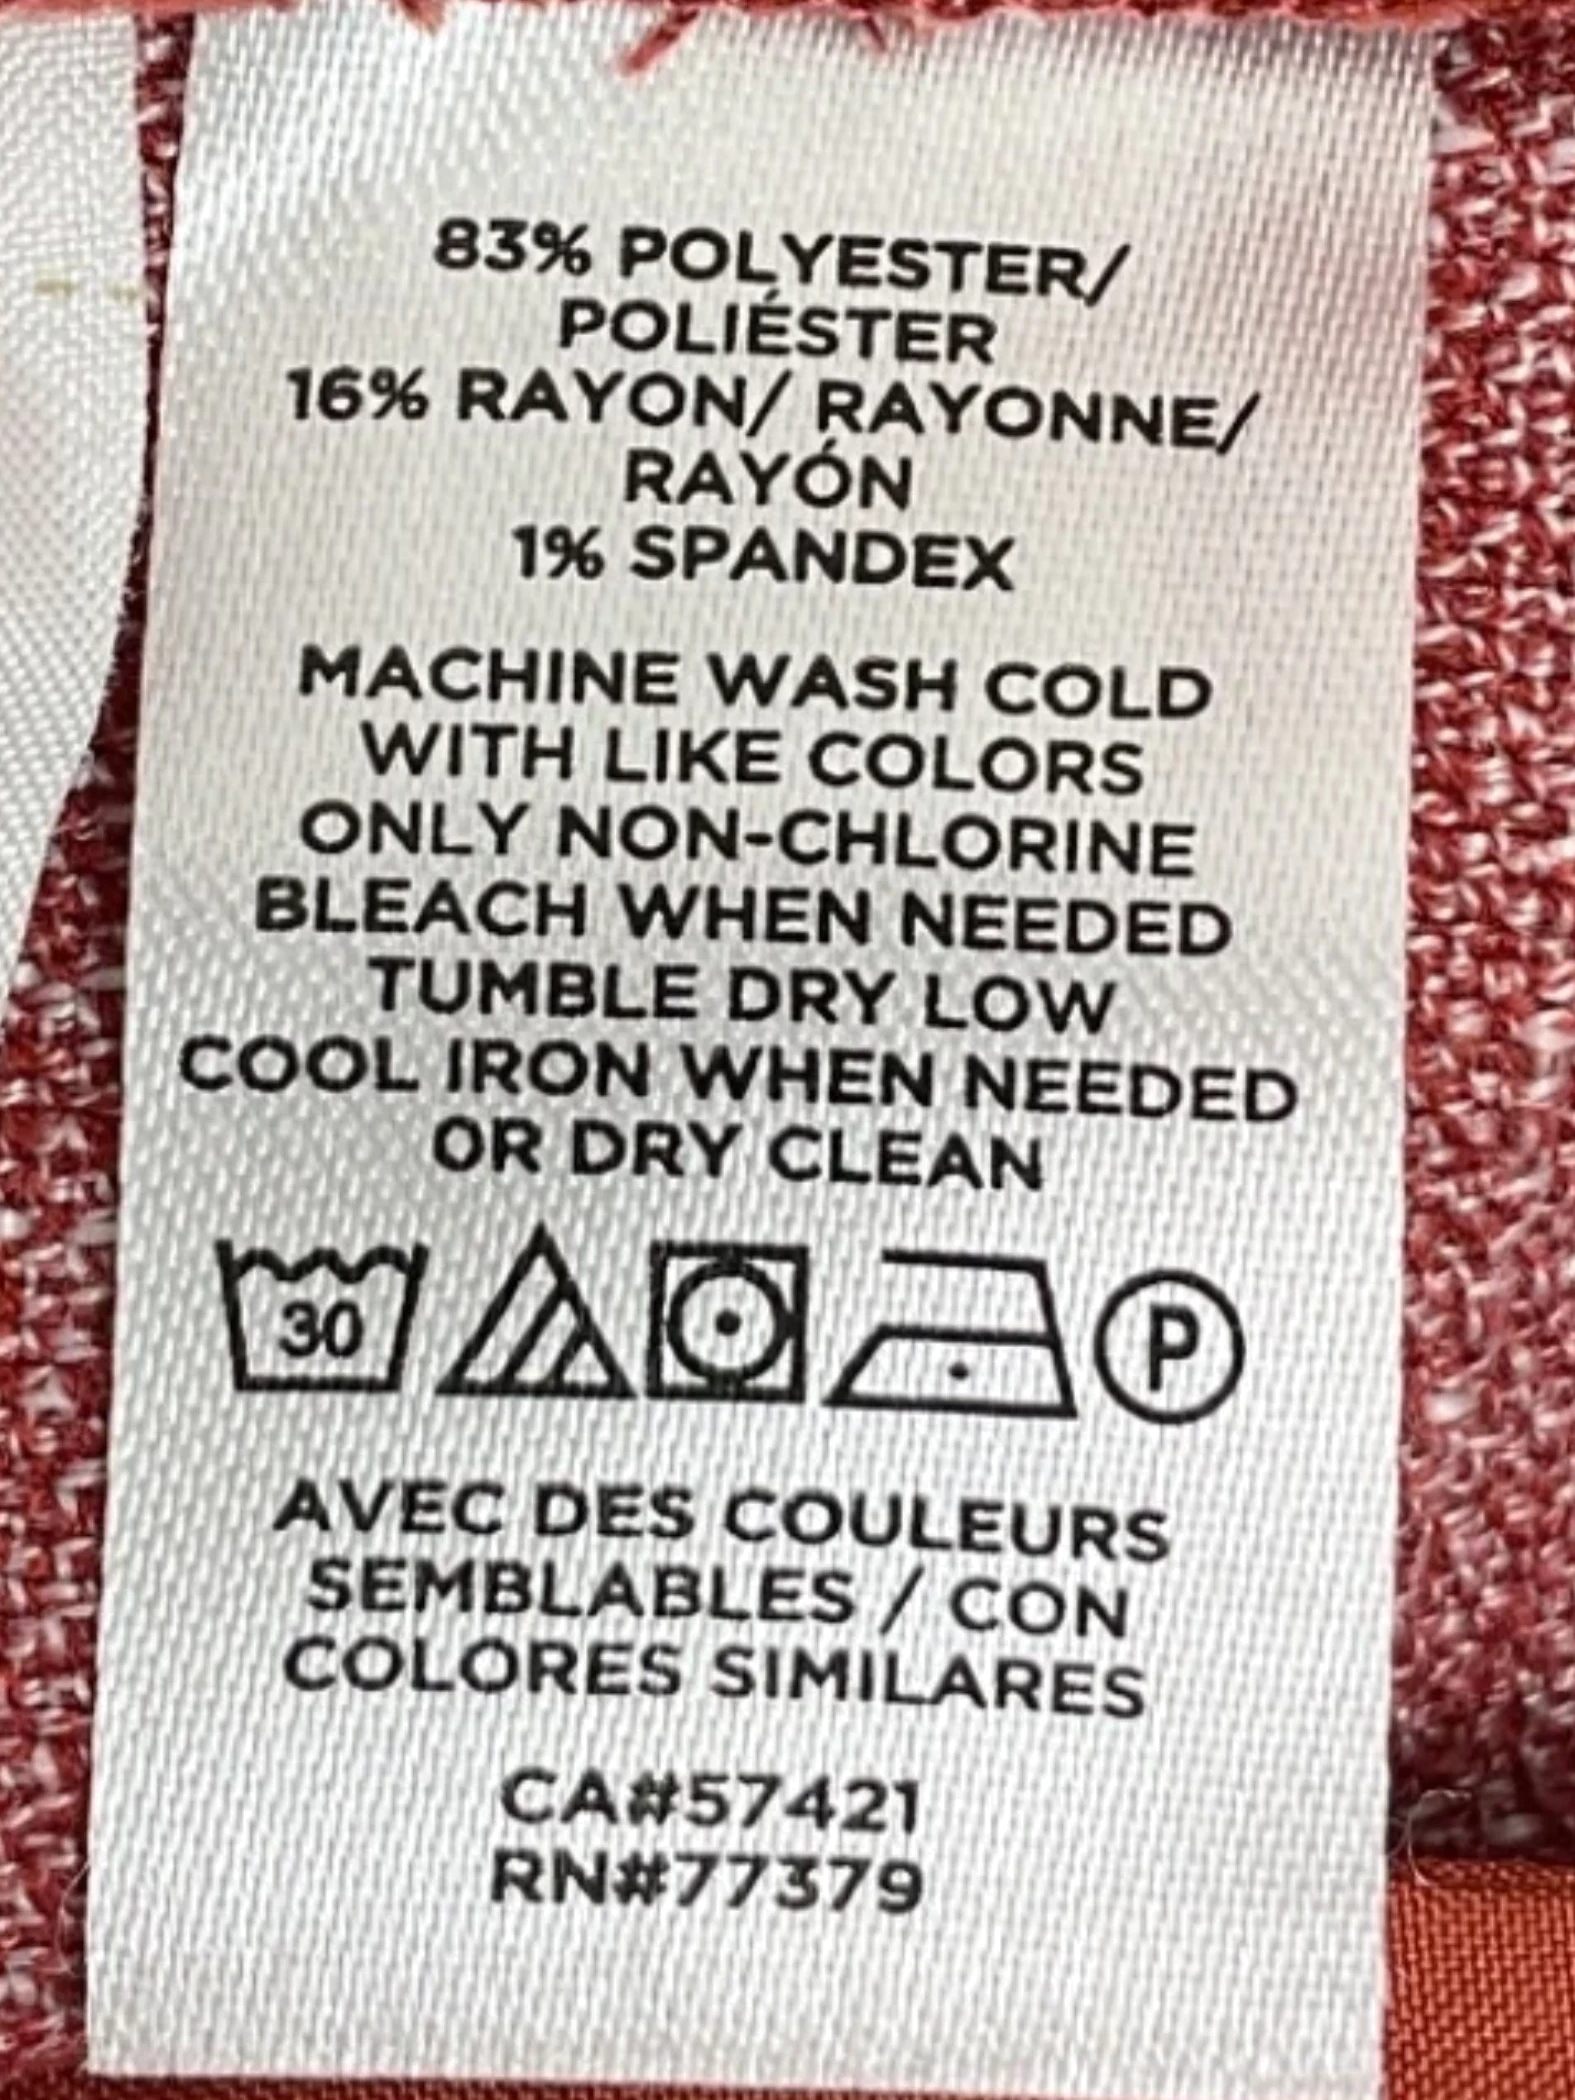 83% POLYESTER/
POLIÉSTER
16% RAYON/ RAYONNE/
RAYÓN
1% SPANDEX
MACHINE WASH COLD
WITH LIKE COLORS
ONLY NON-CHLORINE
BLEACH WHEN NEEDED
TUMBLE DRY LOW
COOL IRON WHEN NEEDED
OR DRY CLEAN
30 P
AVEC DES COULEURS
SEMBLABLES / CON
COLORES SIMILARES
CA#57421
RN#77379